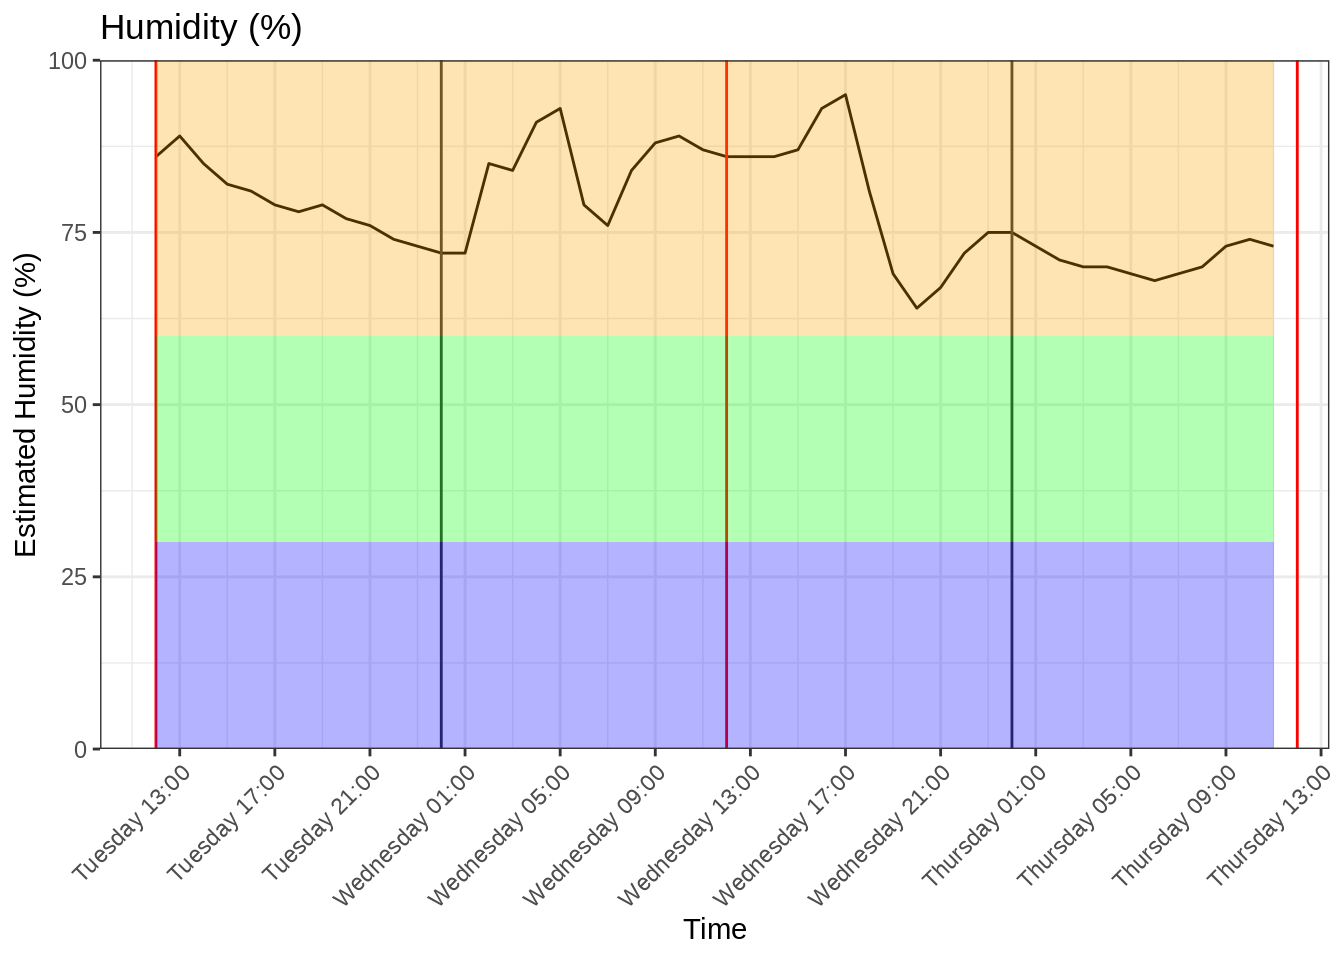 Humidity (%)
Estimated Humidity (%)
100
75
50
25
0
Tuesday 13:00
Tuesday 17:00
Tuesday 21:00
Wednesday 01:00
Wednesday 05:00
Wednesday 09:00
Wednesday 13:00
Wednesday 17:00
Wednesday 21:00
Thursday 01:00
Thursday 05:00
Thursday 09:00
Thursday 13:00
Time